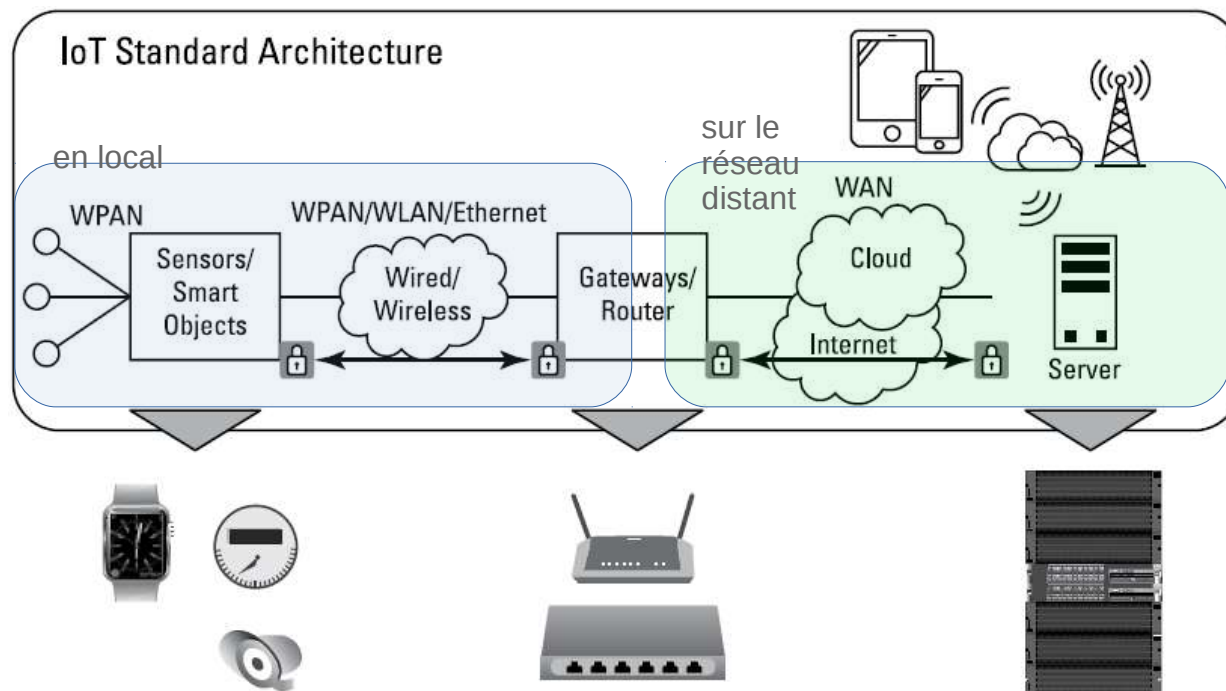 IoT Standard Architecture
en local
sur le
réseau
distant
WPAN
WPAN/WLAN/Ethernet
WAN
Sensors/
Smart
Objects
Wired/
Wireless
Gateways/
Router
Cloud
Internet
Server